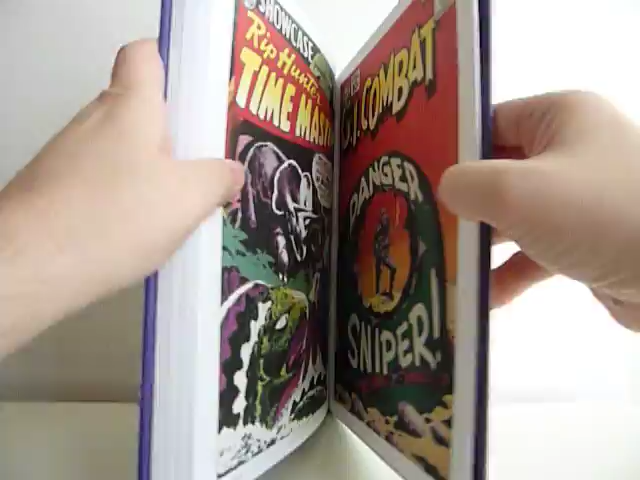 SHOWCASE
Rip Hunter
TIME MAST
G.I. COMBAT
DANGER
SNIPER!